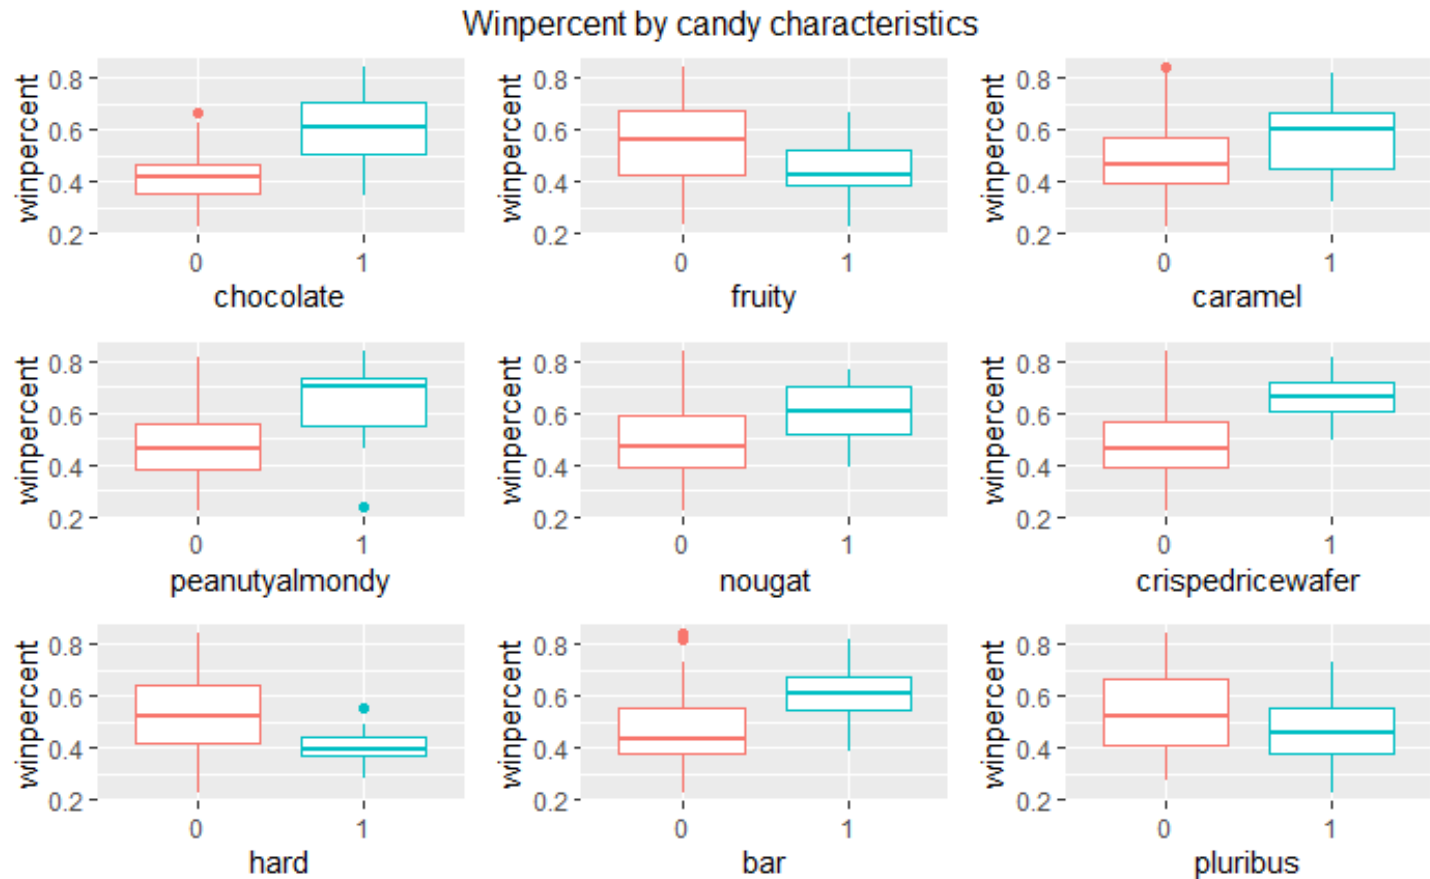 Winpercent by candy characteristics
winpercent
0.8
0.6
0.4
0.2
0 1
chocolate
winpercent
0.8
0.6
0.4
0.2
0 1
fruity
winpercent
0.8
0.6
0.4
0.2
0 1
caramel
winpercent
0.8
0.6
0.4
0.2
0 1
peanutyalmondy
winpercent
0.8
0.6
0.4
0.2
0 1
nougat
winpercent
0.8
0.6
0.4
0.2
0 1
crispedricewafer
winpercent
0.8
0.6
0.4
0.2
0 1
hard
winpercent
0.8
0.6
0.4
0.2
0 1
bar
winpercent
0.8
0.6
0.4
0.2
0 1
pluribus